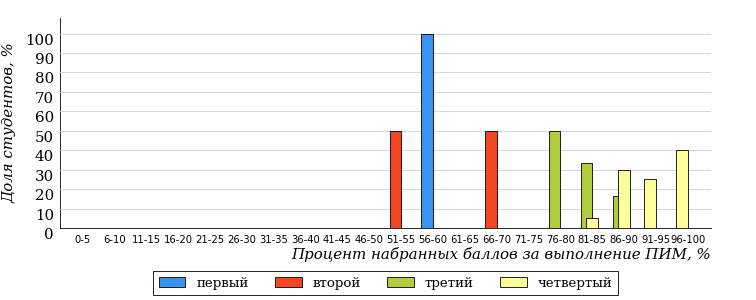 Доля студентов, %
100
90
80
70
60
50
40
30
20
10
0
0-5 6-10 11-15 16-20 21-25 26-30 31-35 36-40 41-45 46-50 51-55 56-60 61-65 66-70 71-75 76-80 81-85 86-90 91-95 96-100
Процент набранных баллов за выполнение ПИМ, %
первый второй третий четвертый